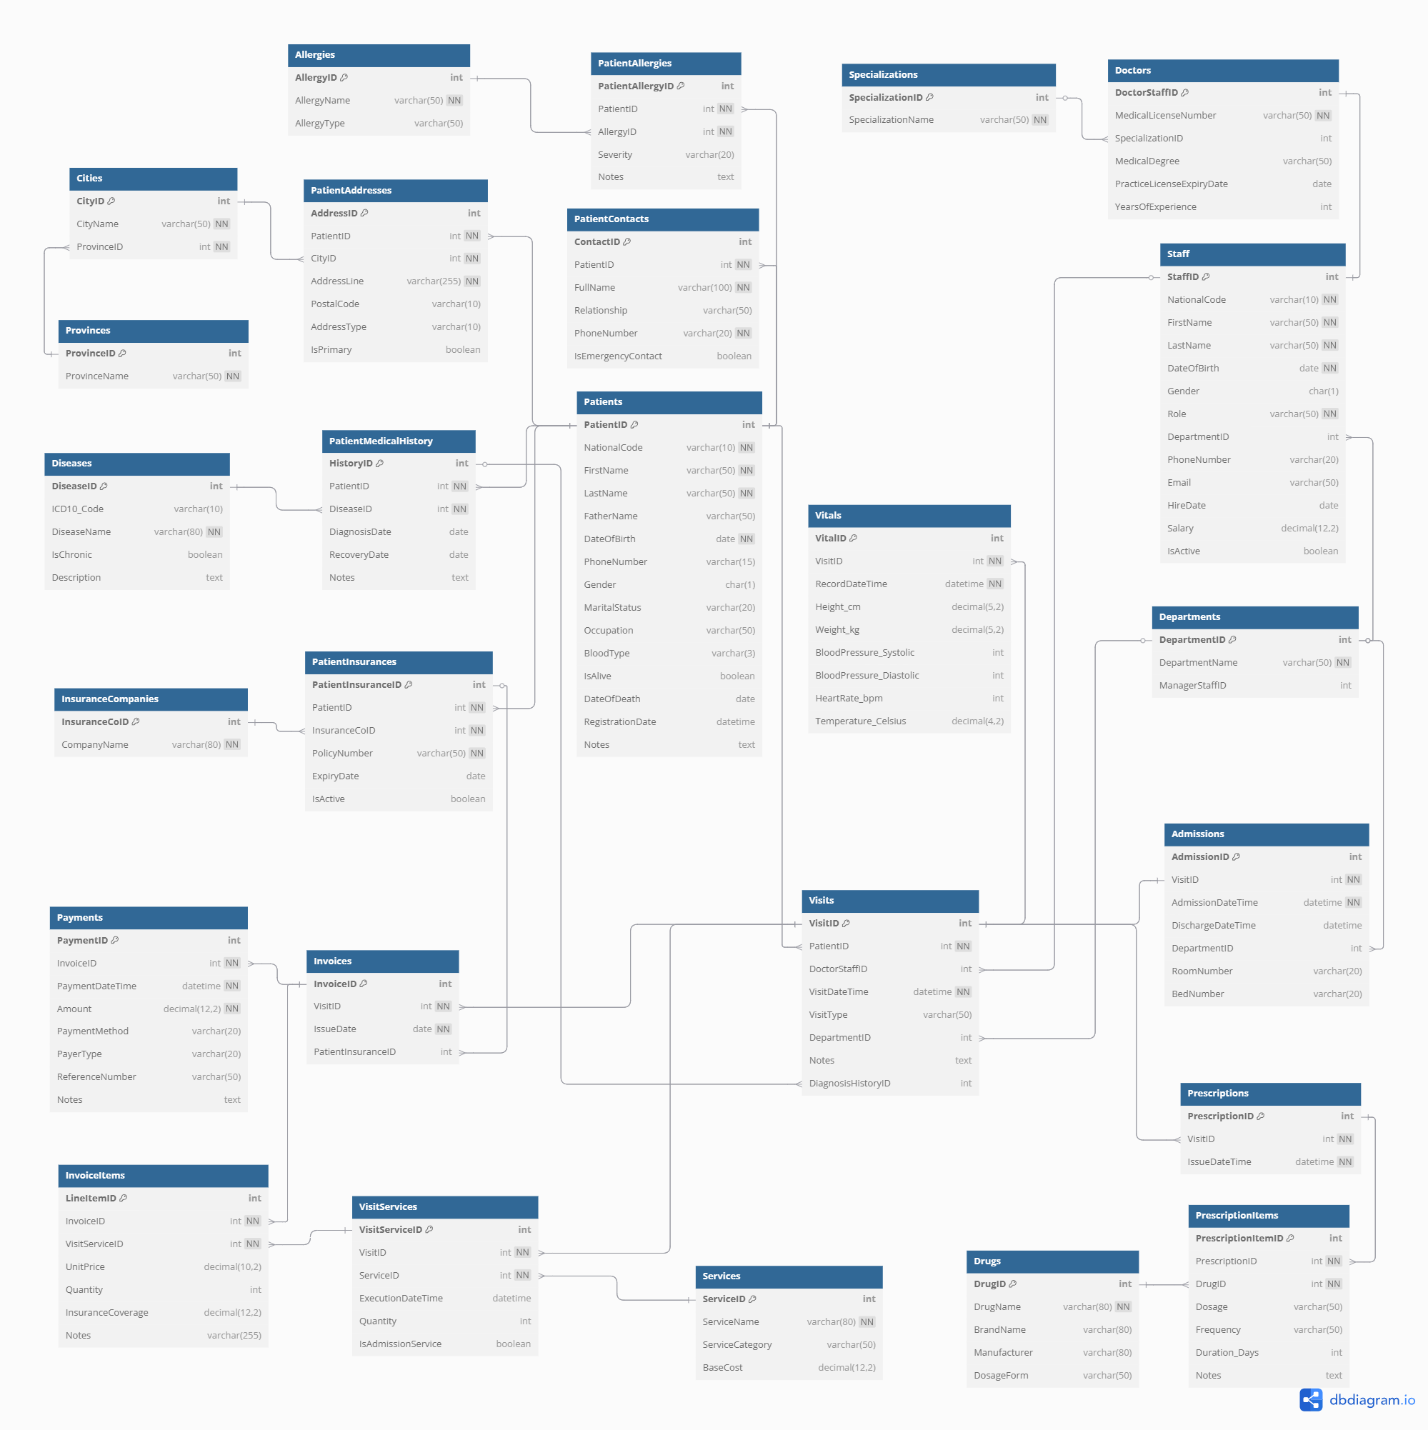 Allergies
AllergyID int
AllergyName varchar(50) NN
AllergyType varchar(50)
PatientAllergies
PatientAllergyID int
PatientID int NN
AllergyID int NN
Severity varchar(20)
Notes text
Specializations
SpecializationID int
SpecializationName varchar(50) NN
Doctors
DoctorStaffID int
MedicalLicenseNumber varchar(50) NN
SpecializationID int
MedicalDegree varchar(50)
PracticeLicenseExpiryDate date
YearsOfExperience int
Cities
CityID int
CityName varchar(50) NN
ProvinceID int NN
PatientAddresses
AddressID int
PatientID int NN
CityID int NN
AddressLine varchar(255) NN
PostalCode varchar(10)
AddressType varchar(10)
IsPrimary boolean
PatientContacts
ContactID int
PatientID int NN
FullName varchar(100) NN
Relationship varchar(50)
PhoneNumber varchar(20) NN
IsEmergencyContact boolean
Staff
StaffID int
NationalCode varchar(10) NN
FirstName varchar(50) NN
LastName varchar(50) NN
DateOfBirth date NN
Gender char(1)
Role varchar(50) NN
DepartmentID int
PhoneNumber varchar(20)
Email varchar(50)
HireDate date
Salary decimal(12,2)
IsActive boolean
Provinces
ProvinceID int
ProvinceName varchar(50) NN
Patients
PatientID int
NationalCode varchar(10) NN
FirstName varchar(50) NN
LastName varchar(50) NN
FatherName varchar(50)
DateOfBirth date NN
PhoneNumber varchar(15)
Gender char(1)
MaritalStatus varchar(20)
Occupation varchar(50)
BloodType varchar(3)
IsAlive boolean
DateOfDeath date
RegistrationDate datetime
Notes text
PatientMedicalHistory
HistoryID int
PatientID int NN
DiseaseID int NN
DiagnosisDate date
RecoveryDate date
Notes text
Diseases
DiseaseID int
ICD10_Code varchar(10)
DiseaseName varchar(80) NN
IsChronic boolean
Description text
Vitals
VitalID int
VisitID int NN
RecordDateTime datetime NN
Height_cm decimal(5,2)
Weight_kg decimal(5,2)
BloodPressure_Systolic int
BloodPressure_Diastolic int
HeartRate_bpm int
Temperature_Celsius decimal(4,2)
Departments
DepartmentID int
DepartmentName varchar(50) NN
ManagerStaffID int
PatientInsurances
PatientInsuranceID int
PatientID int NN
InsuranceCoID int NN
PolicyNumber varchar(50) NN
ExpiryDate date
IsActive boolean
InsuranceCompanies
InsuranceCoID int
CompanyName varchar(80) NN
Admissions
AdmissionID int
VisitID int NN
AdmissionDateTime datetime NN
DischargeDateTime datetime
DepartmentID int
RoomNumber varchar(20)
BedNumber varchar(20)
Visits
VisitID int
PatientID int NN
DoctorStaffID int
VisitDateTime datetime NN
VisitType varchar(50)
DepartmentID int
Notes text
DiagnosisHistoryID int
Payments
PaymentID int
InvoiceID int NN
PaymentDateTime datetime NN
Amount decimal(12,2) NN
PaymentMethod varchar(20)
PayerType varchar(20)
ReferenceNumber varchar(50)
Notes text
Invoices
InvoiceID int
VisitID int NN
IssueDate date NN
PatientInsuranceID int
Prescriptions
PrescriptionID int
VisitID int NN
IssueDateTime datetime NN
InvoiceItems
LineItemID int
InvoiceID int NN
VisitServiceID int NN
UnitPrice decimal(10,2)
Quantity int
InsuranceCoverage decimal(12,2)
Notes varchar(255)
VisitServices
VisitServiceID int
VisitID int NN
ServiceID int NN
ExecutionDateTime datetime
Quantity int
IsAdmissionService boolean
Services
ServiceID int
ServiceName varchar(80) NN
ServiceCategory varchar(50)
BaseCost decimal(12,2)
Drugs
DrugID int
DrugName varchar(80) NN
BrandName varchar(80)
Manufacturer varchar(80)
DosageForm varchar(50)
PrescriptionItems
PrescriptionItemID int
PrescriptionID int NN
DrugID int NN
Dosage varchar(50)
Frequency varchar(50)
Duration_Days int
Notes text
dbdiagram.io